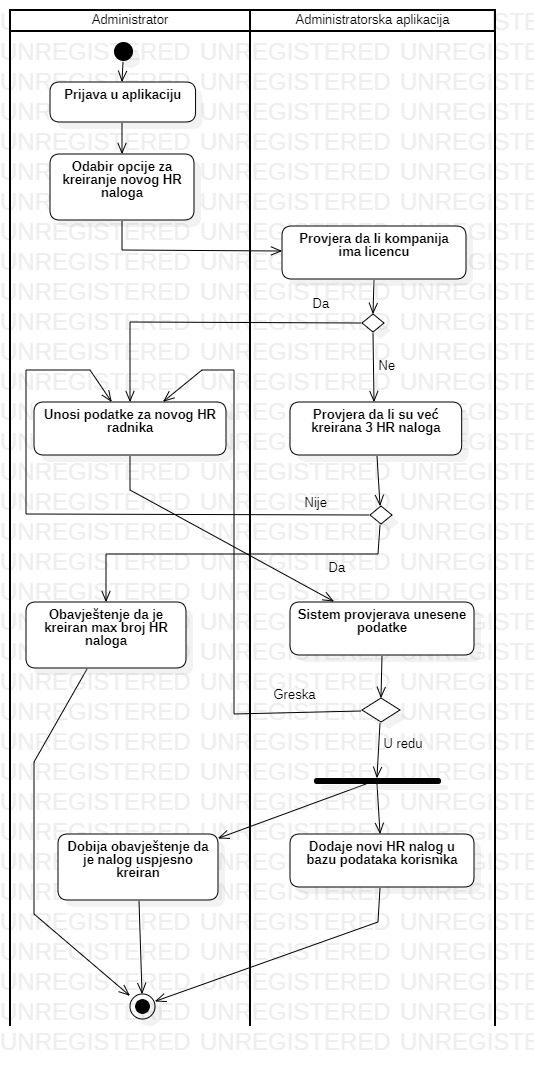 Administrator
Administratorska aplikacija
Prijava u aplikaciju
Odabir opcije za
kreiranje novog HR
naloga
Provjera da li kompanija
ima licencu
Da
Ne
Unosi podatke za novog HR
radnika
Provjera da li su već
kreirana 3 HR naloga
Nije
Da
Obavještenje da je
kreiran max broj HR
naloga
Sistem provjerava unesene
podatke
Greska
U redu
Dobija obavještenje da
je nalog uspjesno
kreiran
Dodaje novi HR nalog u
bazu podataka korisnika
UNREGISTERED